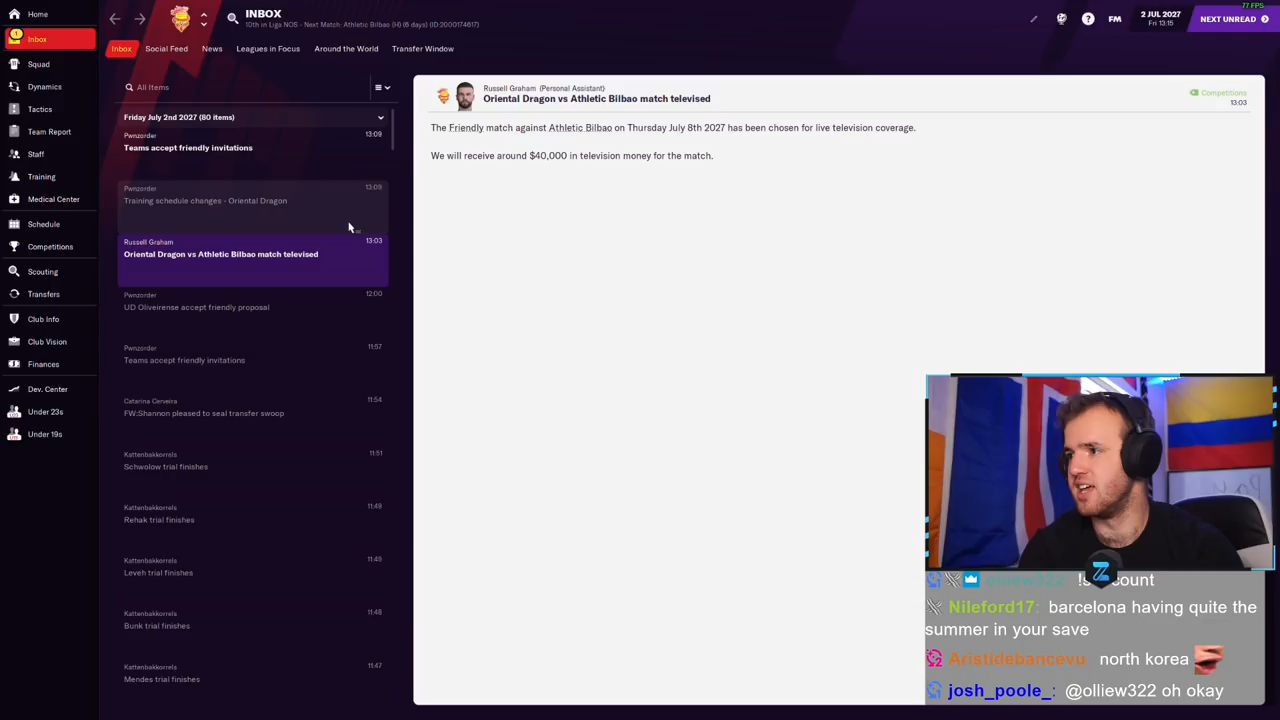 77 FPS
Home
Inbox
1
Squad
Dynamics
Tactics
Team Report
Staff
Training
Medical Center
Schedule
Competitions
Scouting
Transfers
Club Info
Club Vision
Finances
Dev. Center
Under 23s
Under 19s
INBOX
10th in Liga NOS - Next Match: Athletic Bilbao (H) (6 days) (ID:2000174617)
FM
2 JUL 2027
Fri 13:15
NEXT UNREAD
Inbox Social Feed News Leagues in Focus Around the World Transfer Window
All Items
Friday July 2nd 2027 (80 items)
Pwnzorder 13:09
Teams accept friendly invitations
Pwnzorder 13:09
Training schedule changes - Oriental Dragon
Russell Graham 13:03
Oriental Dragon vs Athletic Bilbao match televised
Pwnzorder 12:00
UD Oliveirense accept friendly proposal
Pwnzorder 11:57
Teams accept friendly invitations
Catarina Cerveira 11:54
FW:Shannon pleased to seal transfer swoop
Kattenbakkorrels 11:51
Schwolow trial finishes
Kattenbakkorrels 11:49
Rehak trial finishes
Kattenbakkorrels 11:49
Leveh trial finishes
Kattenbakkorrels 11:48
Bunk trial finishes
Kattenbakkorrels 11:47
Mendes trial finishes
Russell Graham (Personal Assistant)
Oriental Dragon vs Athletic Bilbao match televised
Competitions
13:03
The Friendly match against Athletic Bilbao on Thursday July 8th 2027 has been chosen for live television coverage.
We will receive around $40,000 in television money for the match.
Nileford17: barcelona having quite the
summer in your save
Aristidebancevu north korea
josh_poole_: @olliew322 oh okay